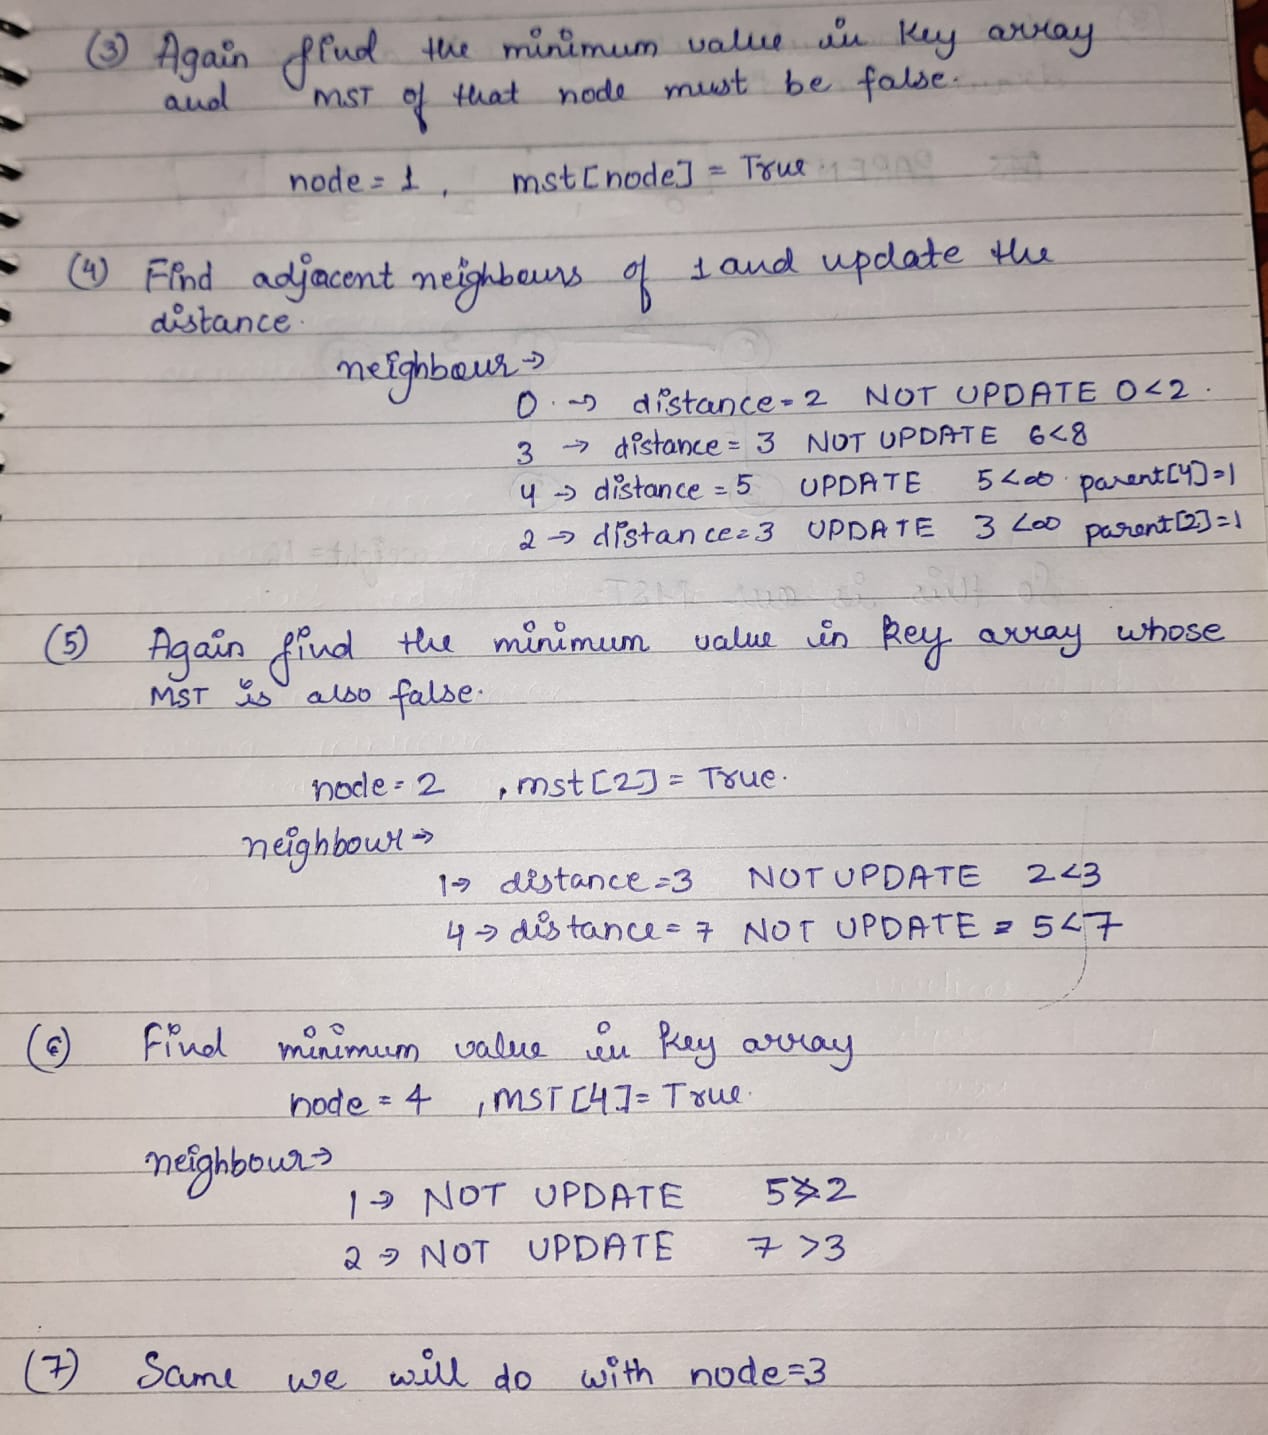 (3) Again find the minimum value in key array
and MST of that node must be false.
node = 1, mst[node] = True
(4) Find adjacent neighbours of 1 and update the
distance.
neighbour →
0 → distance = 2 NOT UPDATE 0<2.
3 → distance = 3 NOT UPDATE 6<8
4 → distance = 5 UPDATE 5<∞ parent[4]=1
2 → distance = 3 UPDATE 3<∞ parent[2]=1
(5) Again find the minimum value in key array whose
MST is also false.
node = 2, mst[2] = True.
neighbour →
1 → distance = 3 NOT UPDATE 2<3
4 → distance = 7 NOT UPDATE = 5<7
(6) Find minimum value in key array
node = 4, MST[4] = True.
neighbour →
1 → NOT UPDATE 5>2
2 → NOT UPDATE 7>3
(7) Same we will do with node=3